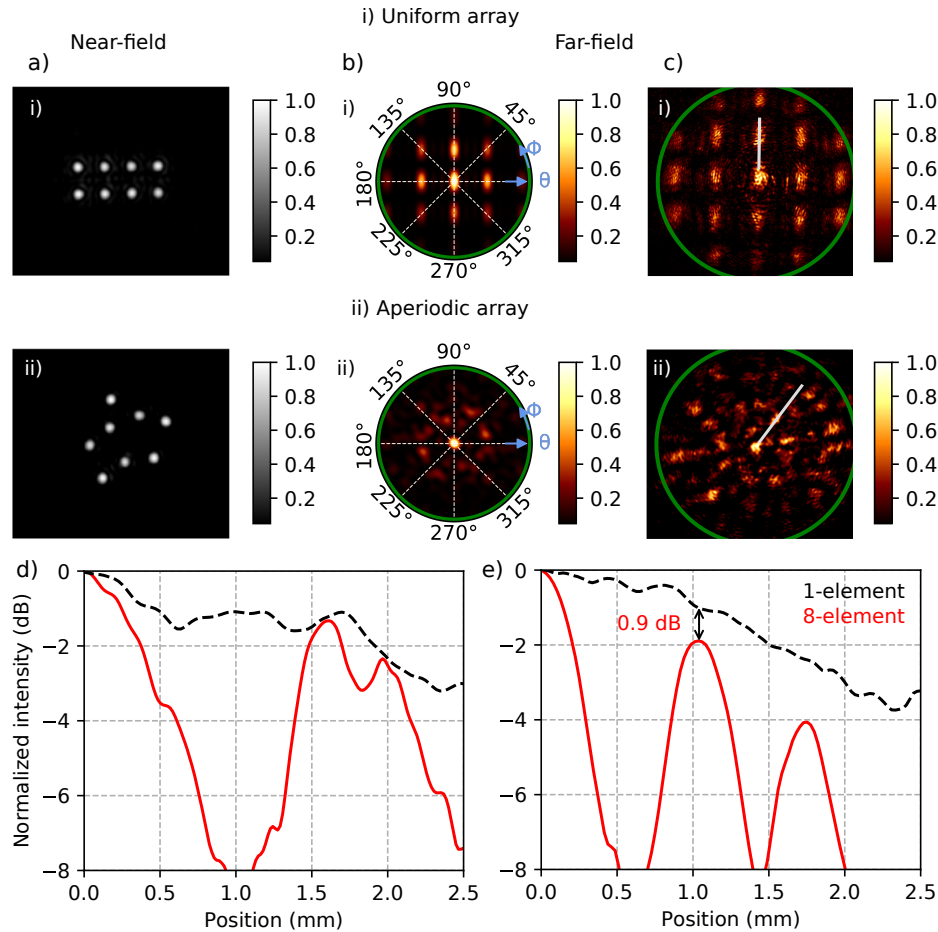 i) Uniform array
Near-field
Far-field
a)
b)
c)
i)
1.0
0.8
0.6
0.4
0.2
i)
90°
45°
135°
180°
225°
270°
315°
Φ
θ
1.0
0.8
0.6
0.4
0.2
i)
1.0
0.8
0.6
0.4
0.2
ii) Aperiodic array
ii)
1.0
0.8
0.6
0.4
0.2
ii)
90°
45°
135°
180°
225°
270°
315°
Φ
θ
1.0
0.8
0.6
0.4
0.2
ii)
1.0
0.8
0.6
0.4
0.2
d)
Normalized intensity (dB)
0
−2
−4
−6
−8
0.0 0.5 1.0 1.5 2.0 2.5
Position (mm)
e)
1-element
8-element
0.9 dB
0
−2
−4
−6
−8
0.0 0.5 1.0 1.5 2.0 2.5
Position (mm)